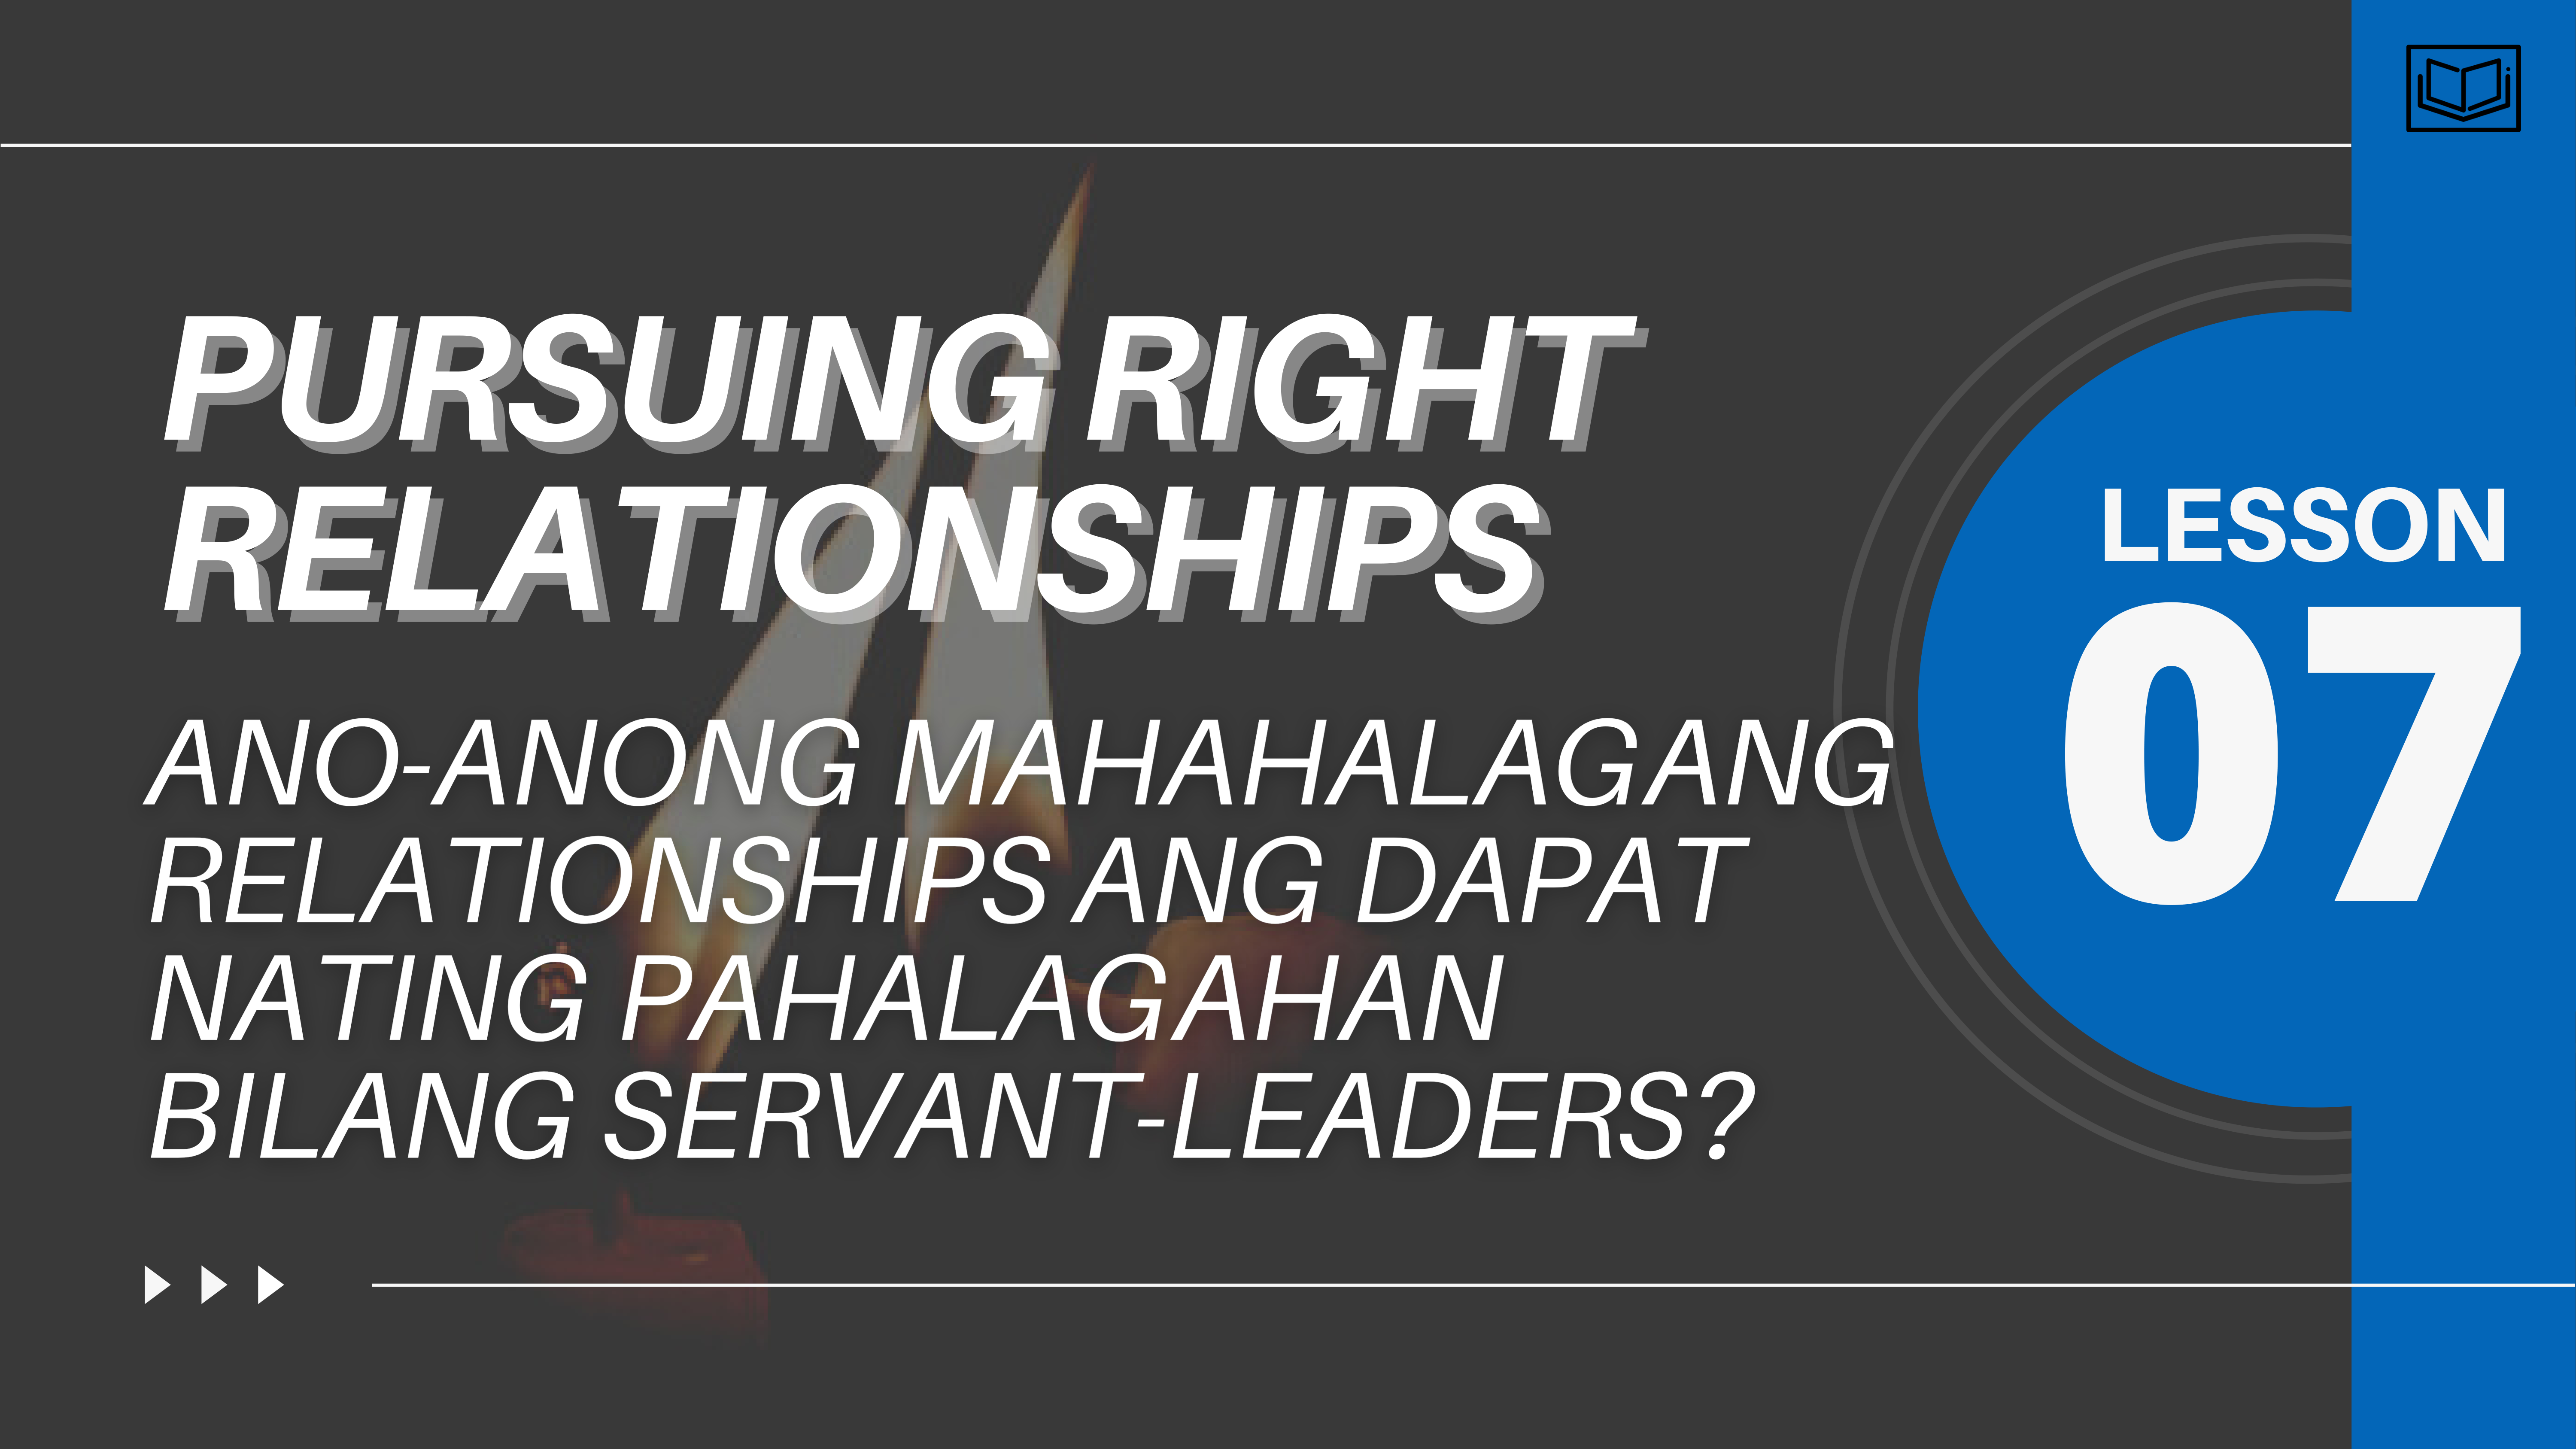 PURSUING RIGHT
RELATIONSHIPS
ANO-ANONG MAHAHALAGANG
RELATIONSHIPS ANG DAPAT
NATING PAHALAGAHAN
BILANG SERVANT-LEADERS?
LESSON
07